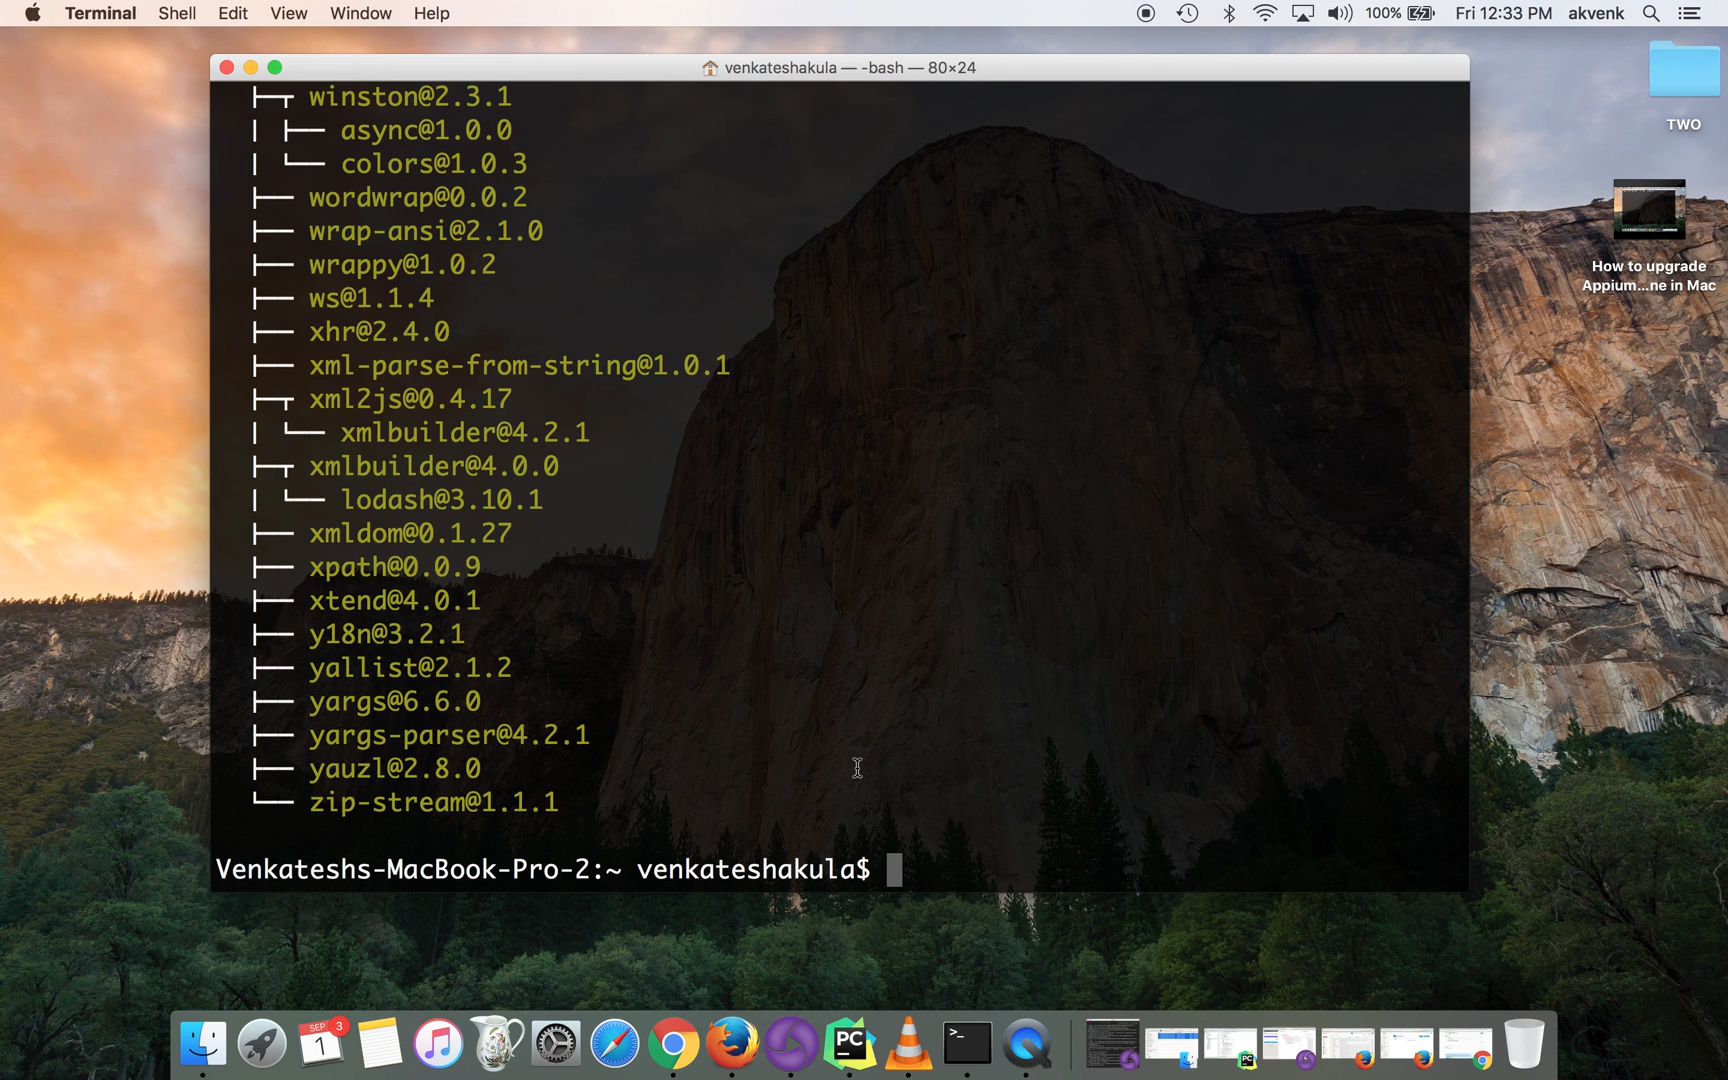 Terminal Shell Edit View Window Help 100% Fri 12:33 PM akvenk
venkateshakula — -bash — 80×24
├─┬ winston@2.3.1
│ ├── async@1.0.0
│ └── colors@1.0.3
├── wordwrap@0.0.2
├── wrap-ansi@2.1.0
├── wrappy@1.0.2
├── ws@1.1.4
├── xhr@2.4.0
├── xml-parse-from-string@1.0.1
├─┬ xml2js@0.4.17
│ └── xmlbuilder@4.2.1
├─┬ xmlbuilder@4.0.0
│ └── lodash@3.10.1
├── xmldom@0.1.27
├── xpath@0.0.9
├── xtend@4.0.1
├── y18n@3.2.1
├── yallist@2.1.2
├── yargs@6.6.0
├── yargs-parser@4.2.1
├── yauzl@2.8.0
└── zip-stream@1.1.1
Venkateshs-MacBook-Pro-2:~ venkateshakula$
TWO
How to upgrade
Appium...ne in Mac
SEP 3
1
PC
>_